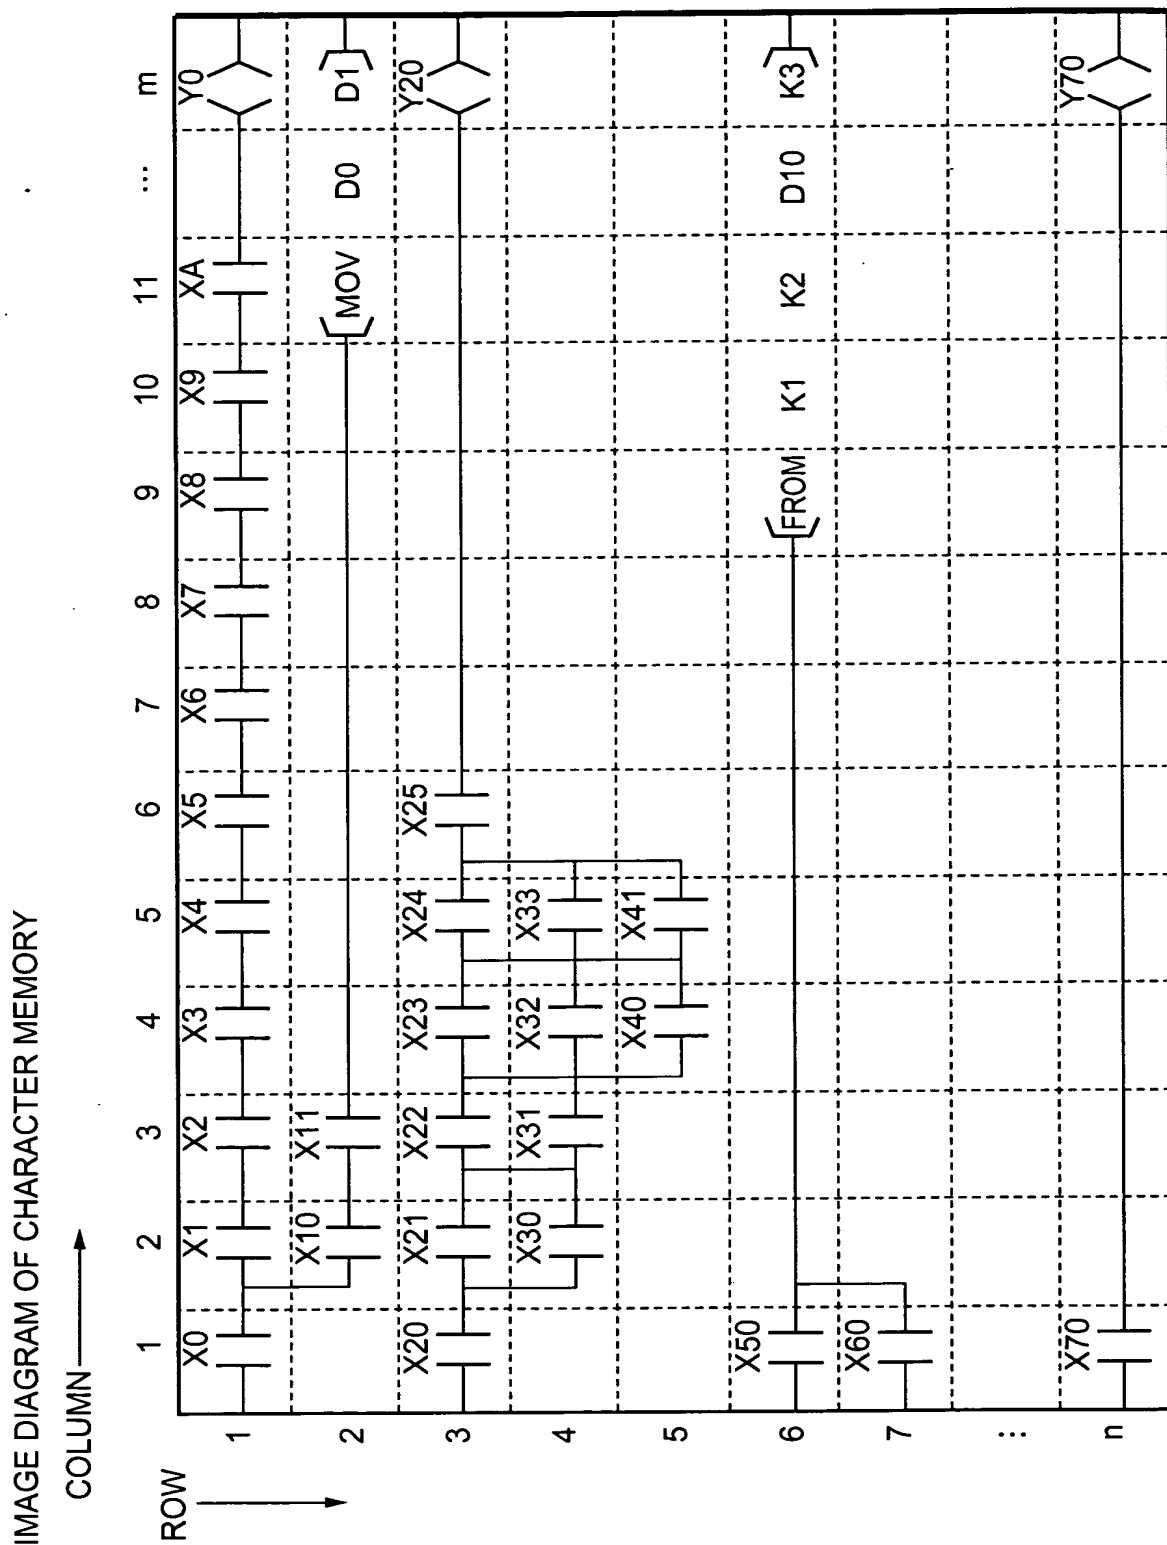 IMAGE DIAGRAM OF CHARACTER MEMORY
COLUMN
ROW
1 2 3 4 5 6 7 8 9 10 11 ... m
1 X0 X1 X2 X3 X4 X5 X6 X7 X8 X9 XA Y0
2 X10 X11 MOV D0 D1
3 X20 X21 X22 X23 X24 X25 Y20
4 X30 X31 X32 X33
5 X40 X41
6 X50 FROM K1 K2 D10 K3
7 X60
...
n X70 Y70